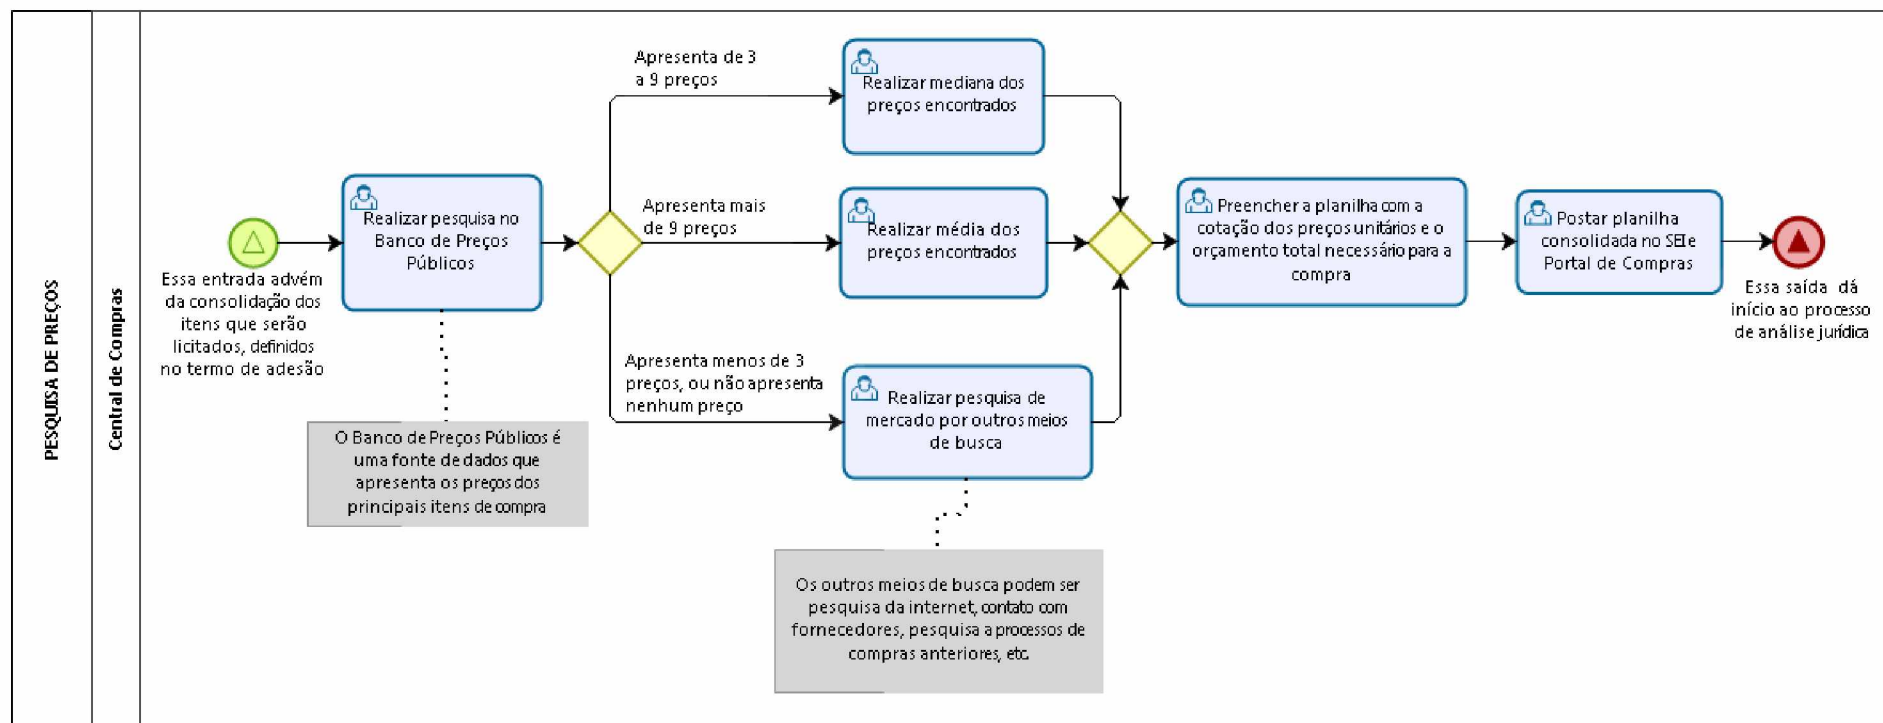 PESQUISA DE PREÇOS
Central de Compras
Essa entrada advém
da consolidação dos
itens que serão
licitados, definidos
no termo de adesão
Realizar pesquisa no
Banco de Preços
Públicos
O Banco de Preços Públicos é
uma fonte de dados que
apresenta os preços dos
principais itens de compra
Apresenta de 3
a 9 preços
Realizar mediana dos
preços encontrados
Apresenta mais
de 9 preços
Realizar média dos
preços encontrados
Apresenta menos de 3
preços, ou não apresenta
nenhum preço
Realizar pesquisa de
mercado por outros meios
de busca
Os outros meios de busca podem ser
pesquisa da internet, contato com
fornecedores, pesquisa a processos de
compras anteriores, etc.
Preencher a planilha com a
cotação dos preços unitários e o
orçamento total necessário para a
compra
Postar planilha
consolidada no SEI e
Portal de Compras
Essa saída dá
início ao processo
de análise jurídica